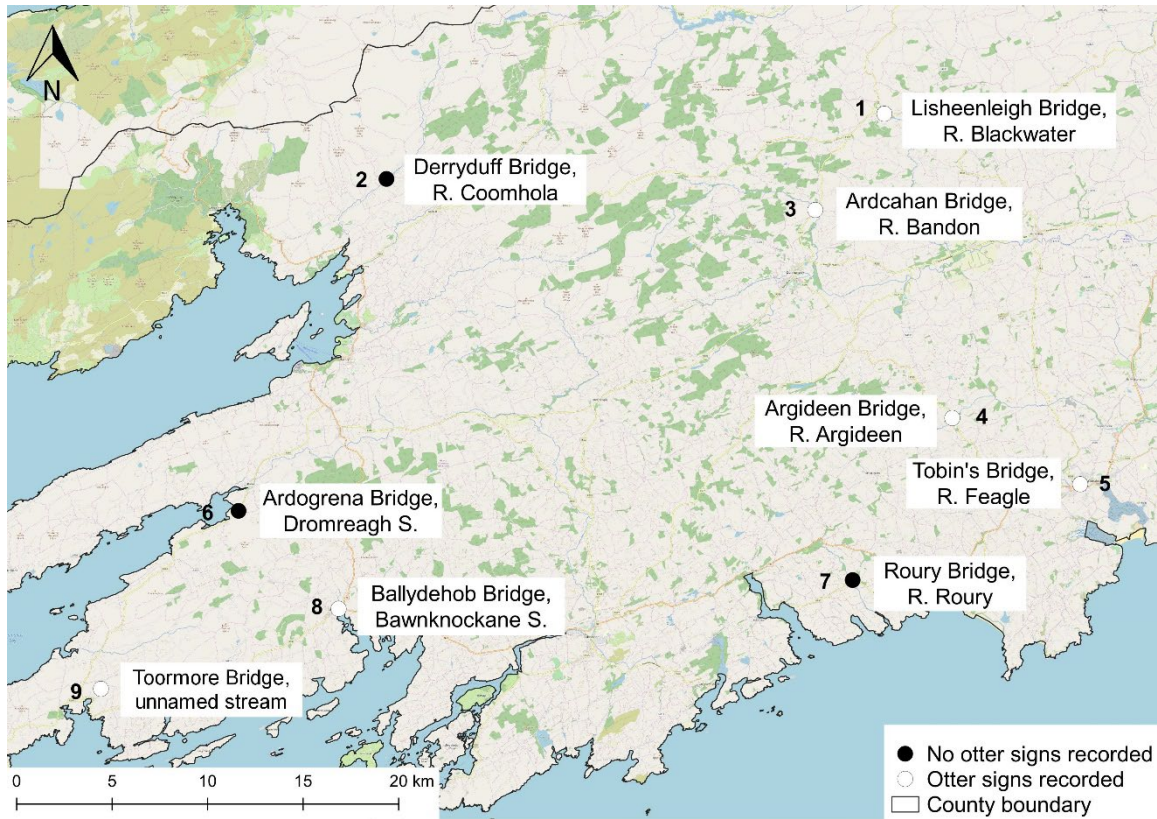 N
1
Lisheenleigh Bridge,
R. Blackwater
2
Derryduff Bridge,
R. Coomhola
3
Ardcahan Bridge,
R. Bandon
Argideen Bridge,
R. Argideen
4
Tobin's Bridge,
R. Feagle
5
6
Ardogrena Bridge,
Dromreagh S.
7
Roury Bridge,
R. Roury
8
Ballydehob Bridge,
Bawnknockane S.
9
Toormore Bridge,
unnamed stream
0 5 10 15 20 km
No otter signs recorded
Otter signs recorded
County boundary